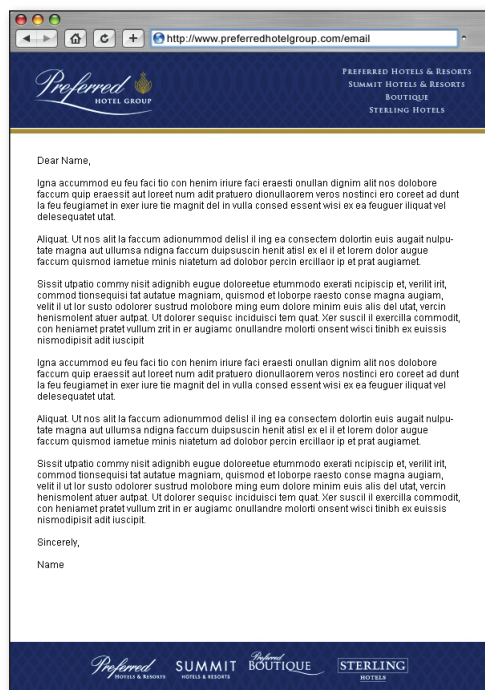 http://www.preferredhotelgroup.com/email
Preferred
HOTEL GROUP
PREFERRED HOTELS & RESORTS
SUMMIT HOTELS & RESORTS
BOUTIQUE
STERLING HOTELS
Dear Name,
Igna accummod eu feu faci tio con henim iriure faci eraesti onullan dignim alit nos dolobore
faccum quip eraessit aut loreet num adit pratuero dionullaorem veros nostinci ero coreet ad dunt
la feu feugiamet in exer iure tie magnit del in vulla consed essent wisi ex ea feuguer iliquat vel
delesequatet utat.
Aliquat. Ut nos alit la faccum adionummod delisl il ing ea consectem dolortin euis augait nulpu-
tate magna aut ullumsa ndigna faccum duipsuscin henit atisl ex el il et lorem dolor augue
faccum quismod iametue minis niatetum ad dolobor percin ercillaor ip et prat augiamet.
Sissit utpatio commy nisit adignibh eugue doloreetue etummodo exerati ncipiscip et, verilit irit,
commod tionsequisi tat autatue magniam, quismod et loborpe raesto conse magna augiam,
velit il ut lor susto odolorer sustrud molobore ming eum dolore minim euis alis del utat, vercin
henismolent atuer autpat. Ut dolorer sequisc inciduisci tem quat. Xer suscil il exercilla commodit,
con heniamet pratet vullum zrit in er augiamc onullandre molorti onsent wisci tinibh ex euissis
nismodipisit adit iuscipit
Igna accummod eu feu faci tio con henim iriure faci eraesti onullan dignim alit nos dolobore
faccum quip eraessit aut loreet num adit pratuero dionullaorem veros nostinci ero coreet ad dunt
la feu feugiamet in exer iure tie magnit del in vulla consed essent wisi ex ea feuguer iliquat vel
delesequatet utat.
Aliquat. Ut nos alit la faccum adionummod delisl il ing ea consectem dolortin euis augait nulpu-
tate magna aut ullumsa ndigna faccum duipsuscin henit atisl ex el il et lorem dolor augue
faccum quismod iametue minis niatetum ad dolobor percin ercillaor ip et prat augiamet.
Sissit utpatio commy nisit adignibh eugue doloreetue etummodo exerati ncipiscip et, verilit irit,
commod tionsequisi tat autatue magniam, quismod et loborpe raesto conse magna augiam,
velit il ut lor susto odolorer sustrud molobore ming eum dolore minim euis alis del utat, vercin
henismolent atuer autpat. Ut dolorer sequisc inciduisci tem quat. Xer suscil il exercilla commodit,
con heniamet pratet vullum zrit in er augiamc onullandre molorti onsent wisci tinibh ex euissis
nismodipisit adit iuscipit.
Sincerely,
Name
Preferred
HOTELS & RESORTS
SUMMIT
HOTELS & RESORTS
Preferred
BOUTIQUE
STERLING
HOTELS